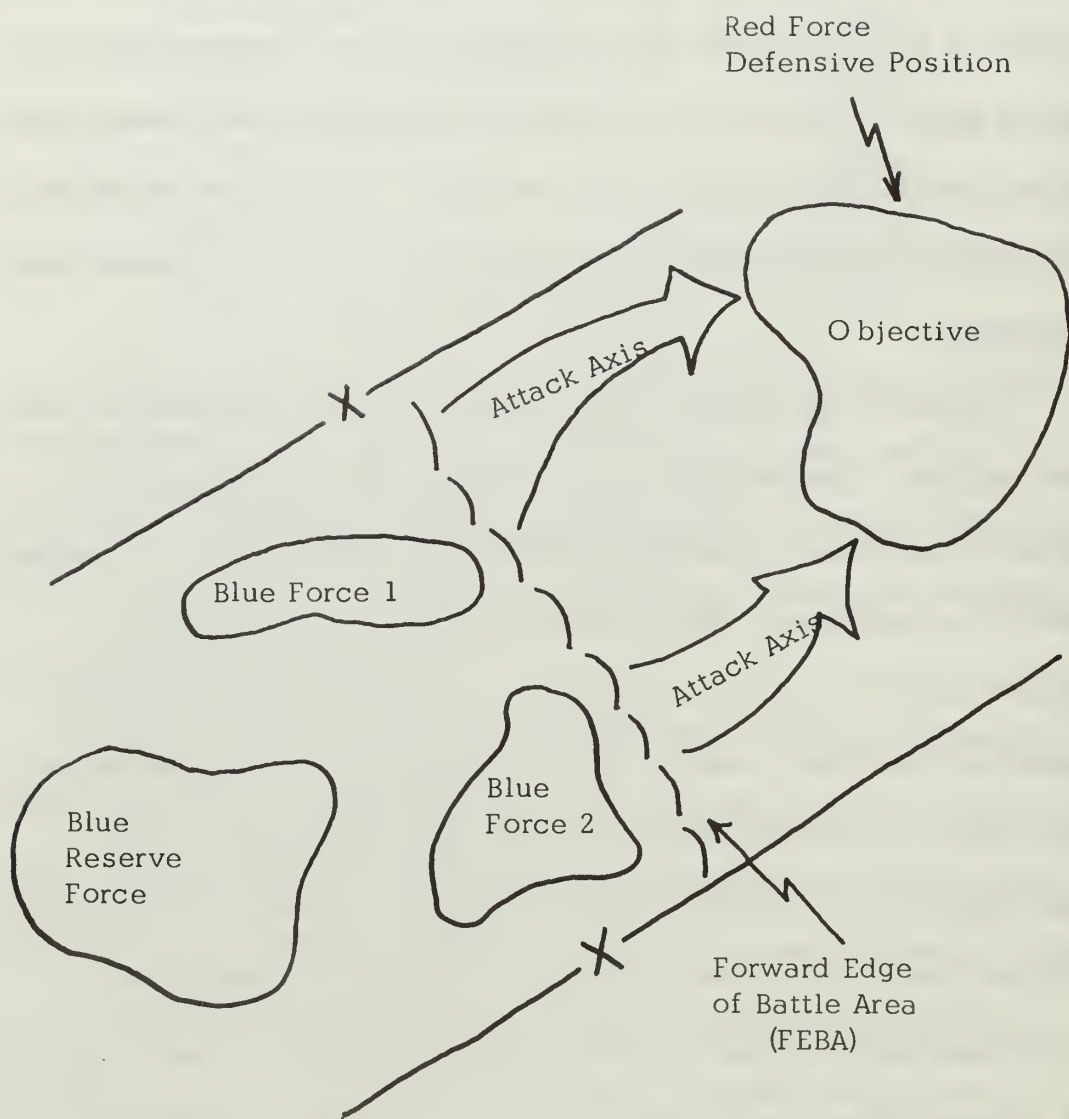 Red Force
Defensive Position
Objective
Attack Axis
X
Blue Force 1
Attack Axis
Blue
Force 2
Blue
Reserve
Force
X
Forward Edge
of Battle Area
(FEBA)